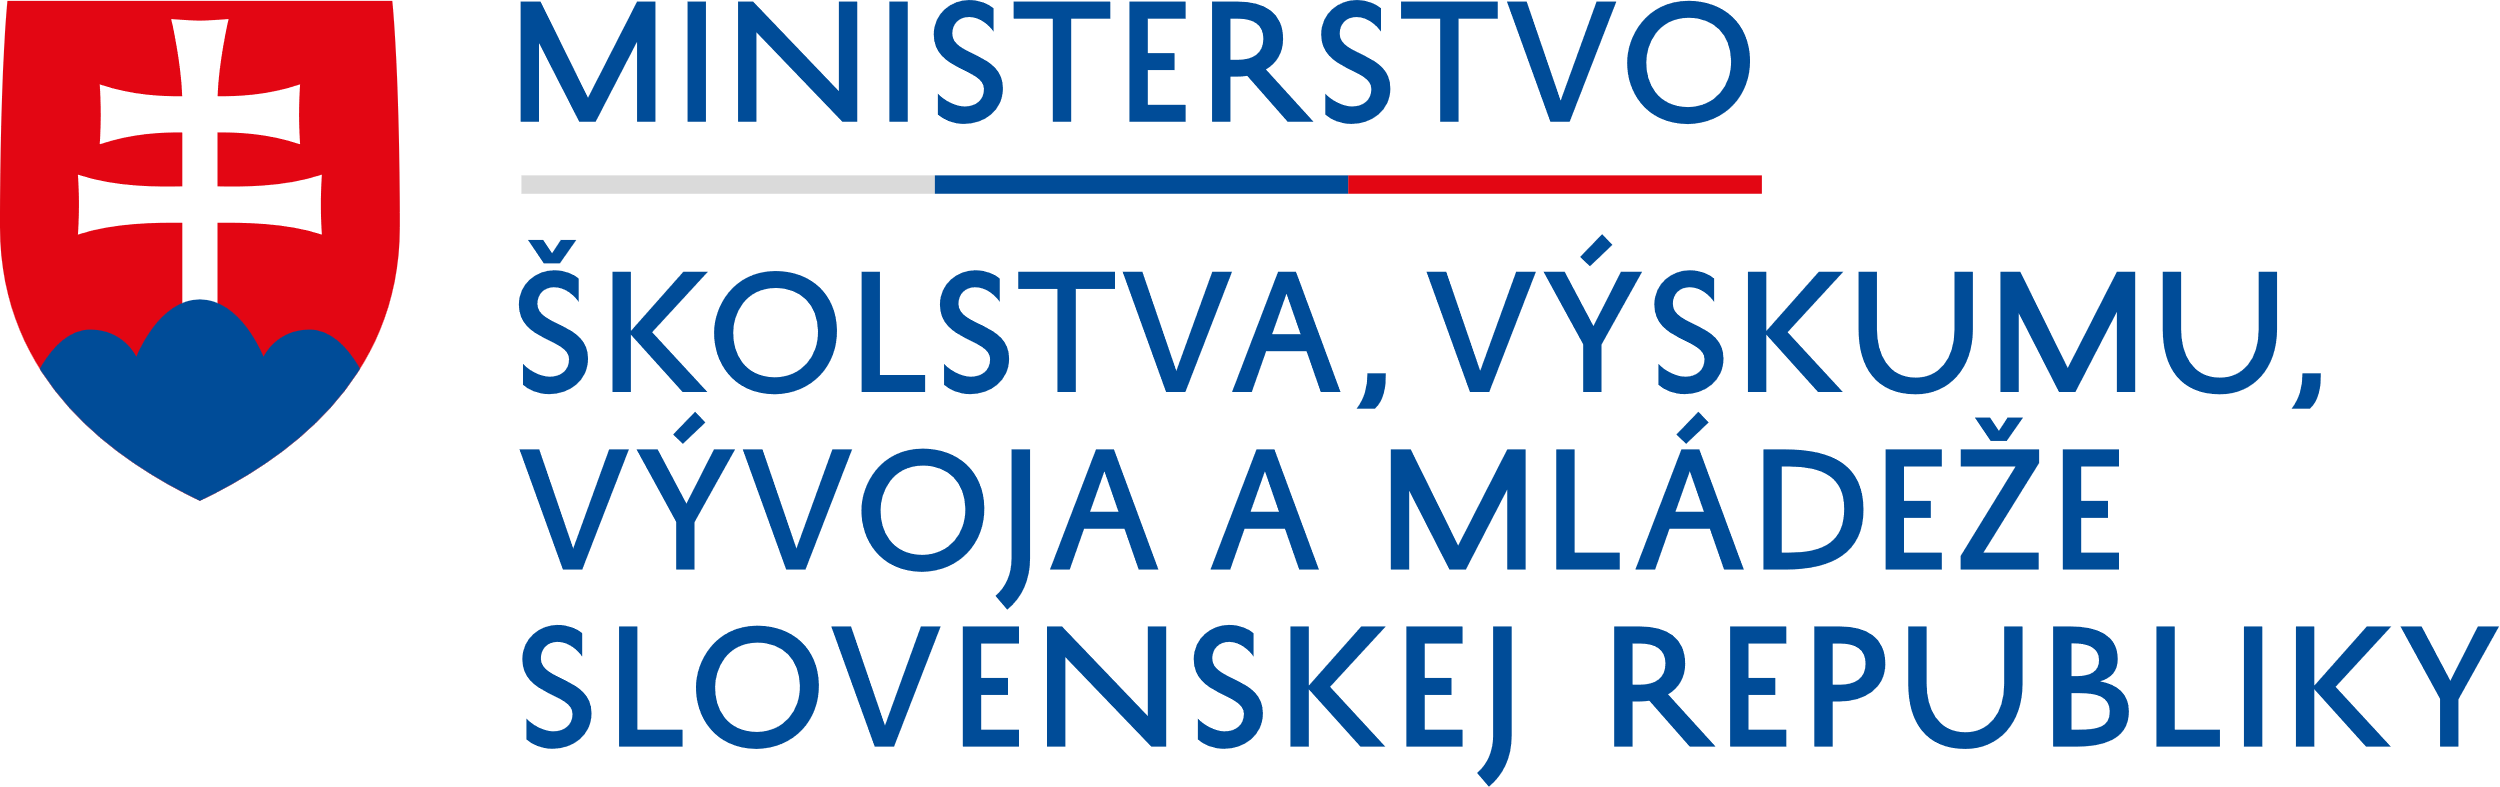 MINISTERSTVO
ŠKOLSTVA, VÝSKUMU,
VÝVOJA A MLÁDEŽE
SLOVENSKEJ REPUBLIKY